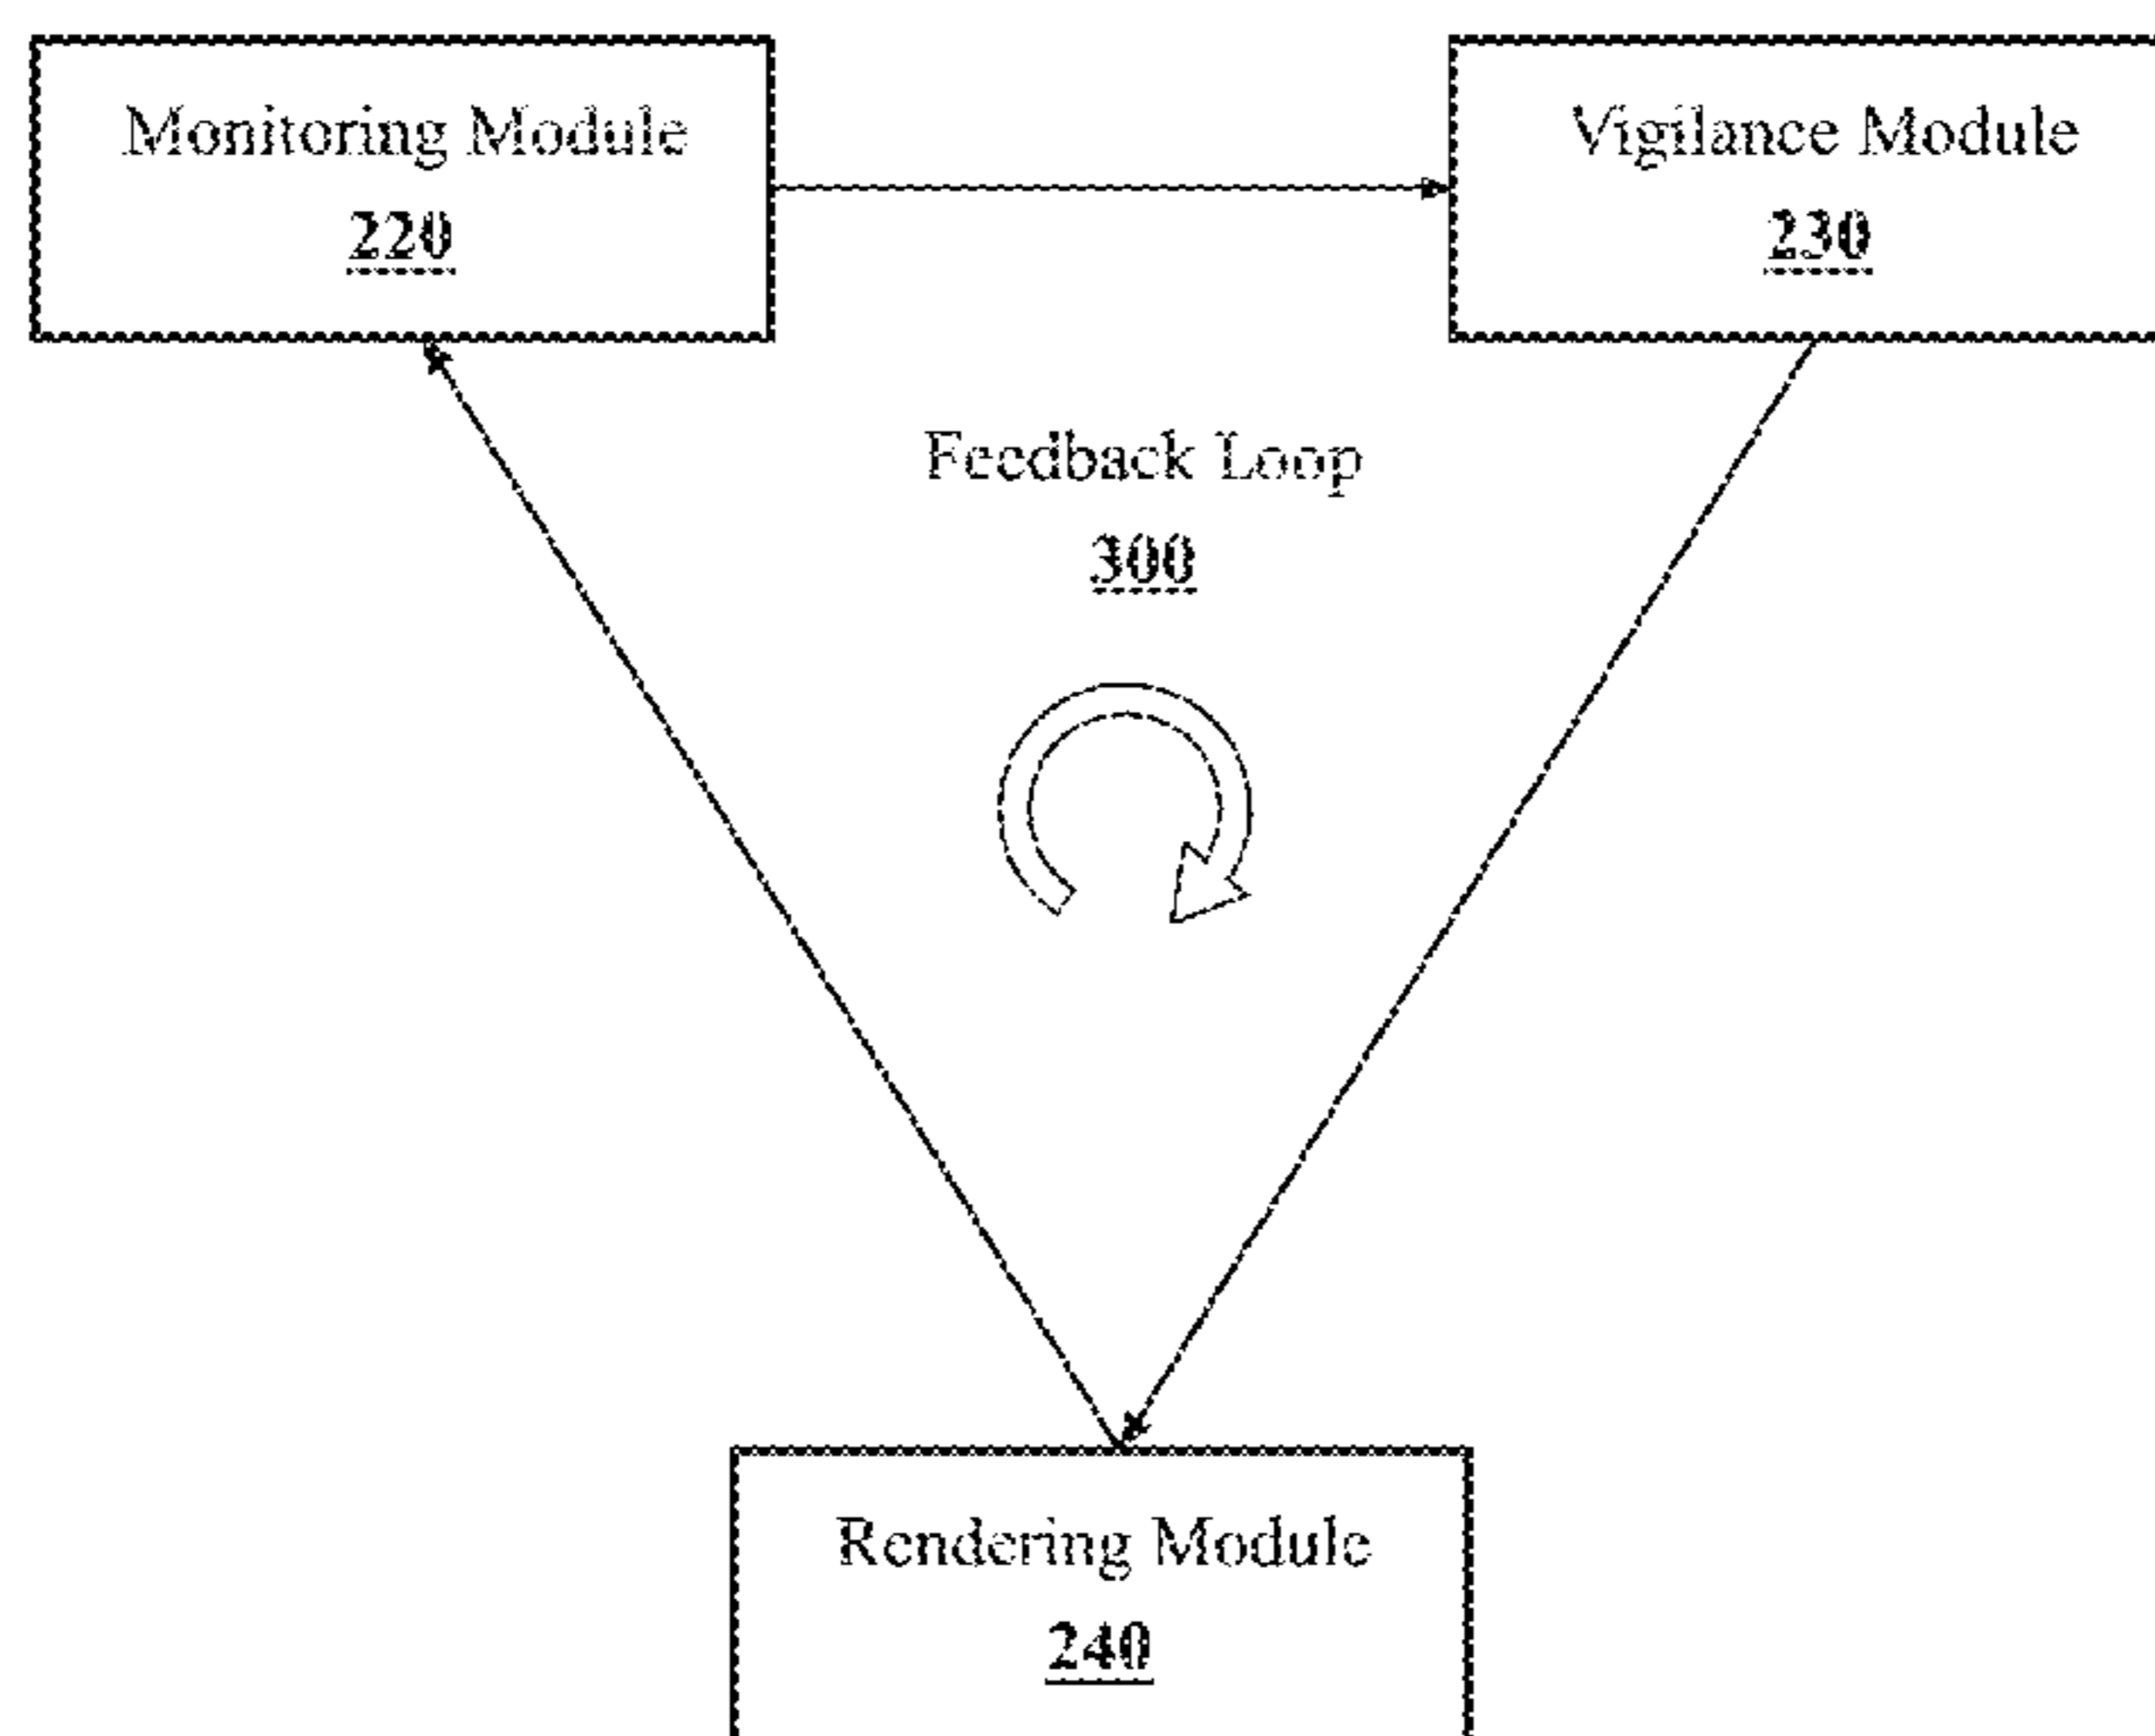 Monitoring Module
220
Vigilance Module
230
Feedback Loop
300
Rendering Module
240